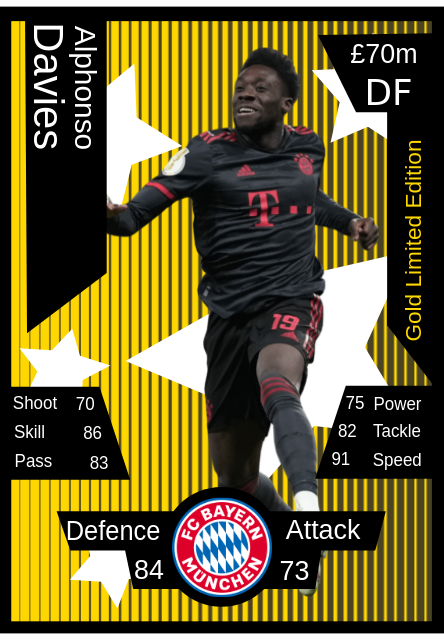 Alphonso
Davies
£70m
DF
Gold Limited Edition
T
19
Shoot 70
Skill 86
Pass 83
75 Power
82 Tackle
91 Speed
Defence
84
Attack
73
FC BAYERN
MÜNCHEN